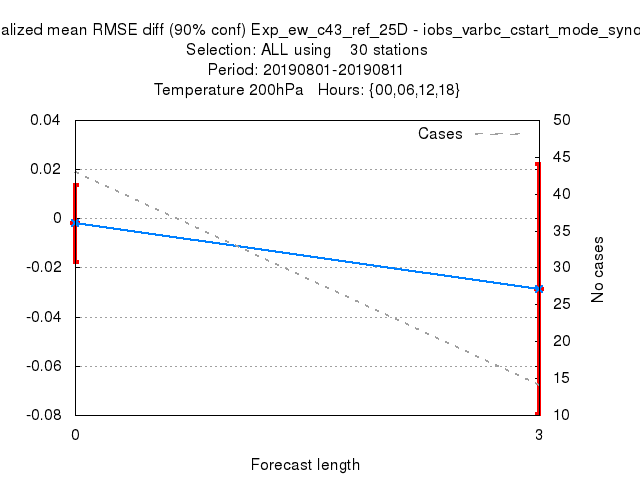 alized mean RMSE diff (90% conf) Exp_ew_c43_ref_25D - iobs_varbc_cstart_mode_syno
Selection: ALL using 30 stations
Period: 20190801-20190811
Temperature 200hPa Hours: {00,06,12,18}
Cases
0.04
0.02
0
-0.02
-0.04
-0.06
-0.08
50
45
40
35
30
25
20
15
10
No cases
0 3
Forecast length